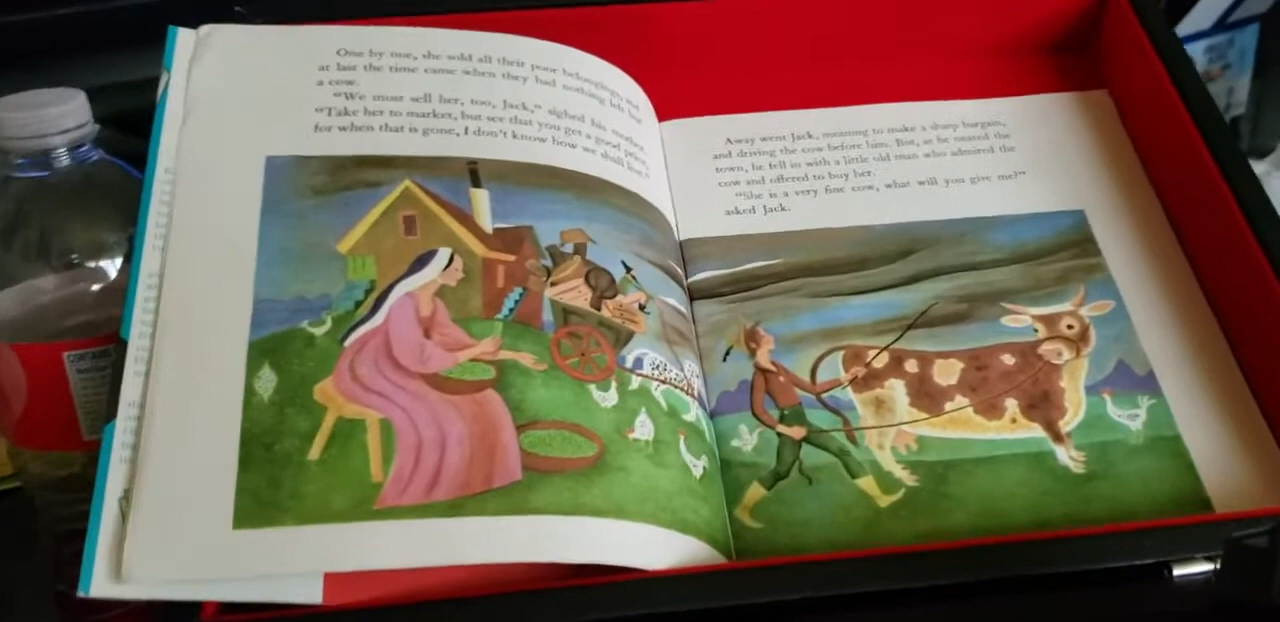 One by one, she sold all their poor belongings, and
at last the time came when they had nothing left but
a cow.
"We must sell her, too, Jack," sighed his mother.
"Take her to market, but see that you get a good price,
for when that is gone, I don't know how we shall live."
Away went Jack, meaning to make a sharp bargain,
and driving the cow before him. But, as he neared the
town, he fell in with a little old man who admired the
cow and offered to buy her.
"She is a very fine cow, what will you give me?"
asked Jack.
CONTAINS